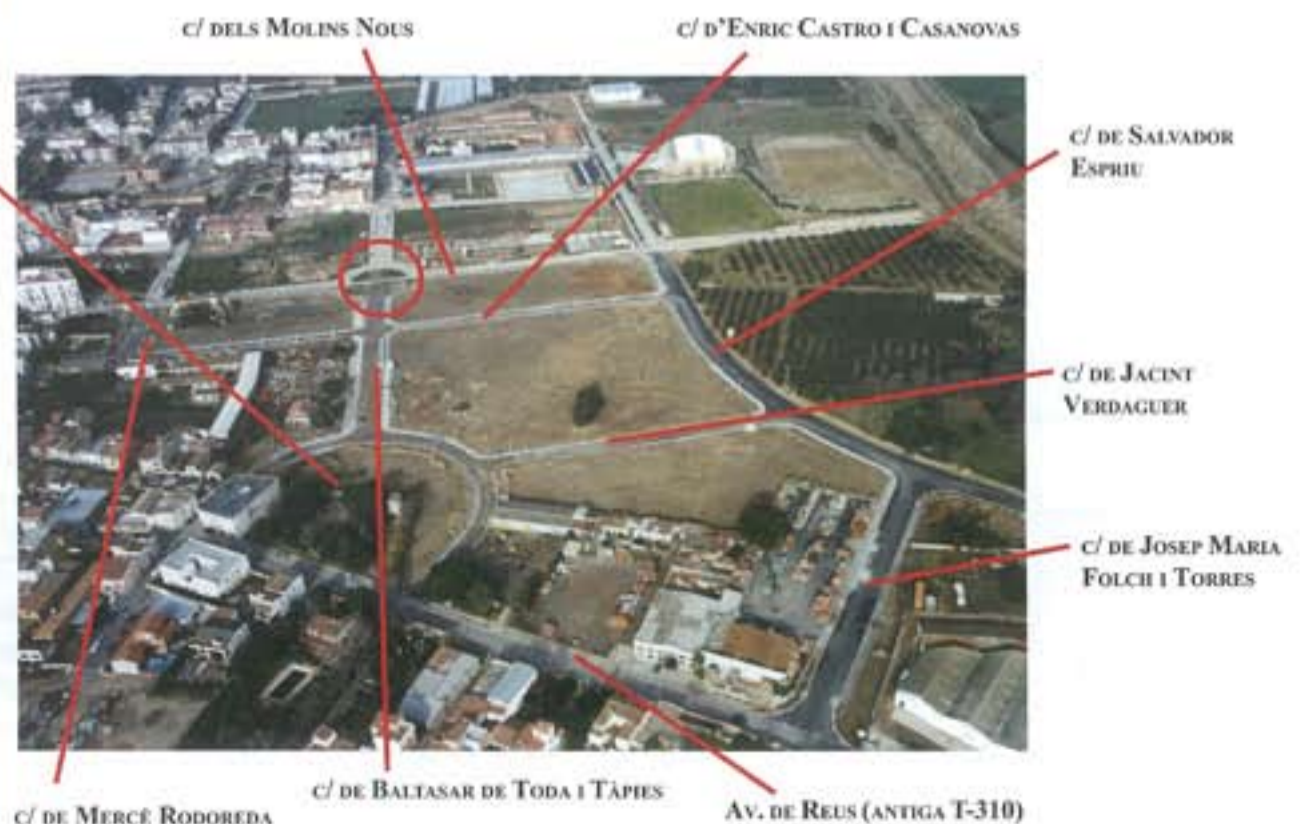 c/ dels Molins Nous
c/ d'Enric Castro i Casanovas
c/ de Salvador
Espriu
c/ de Jacint
Verdaguer
c/ de Josep Maria
Folch i Torres
c/ de Baltasar de Toda i Tàpies
Av. de Reus (antiga T-310)
c/ de Mercè Rodoreda